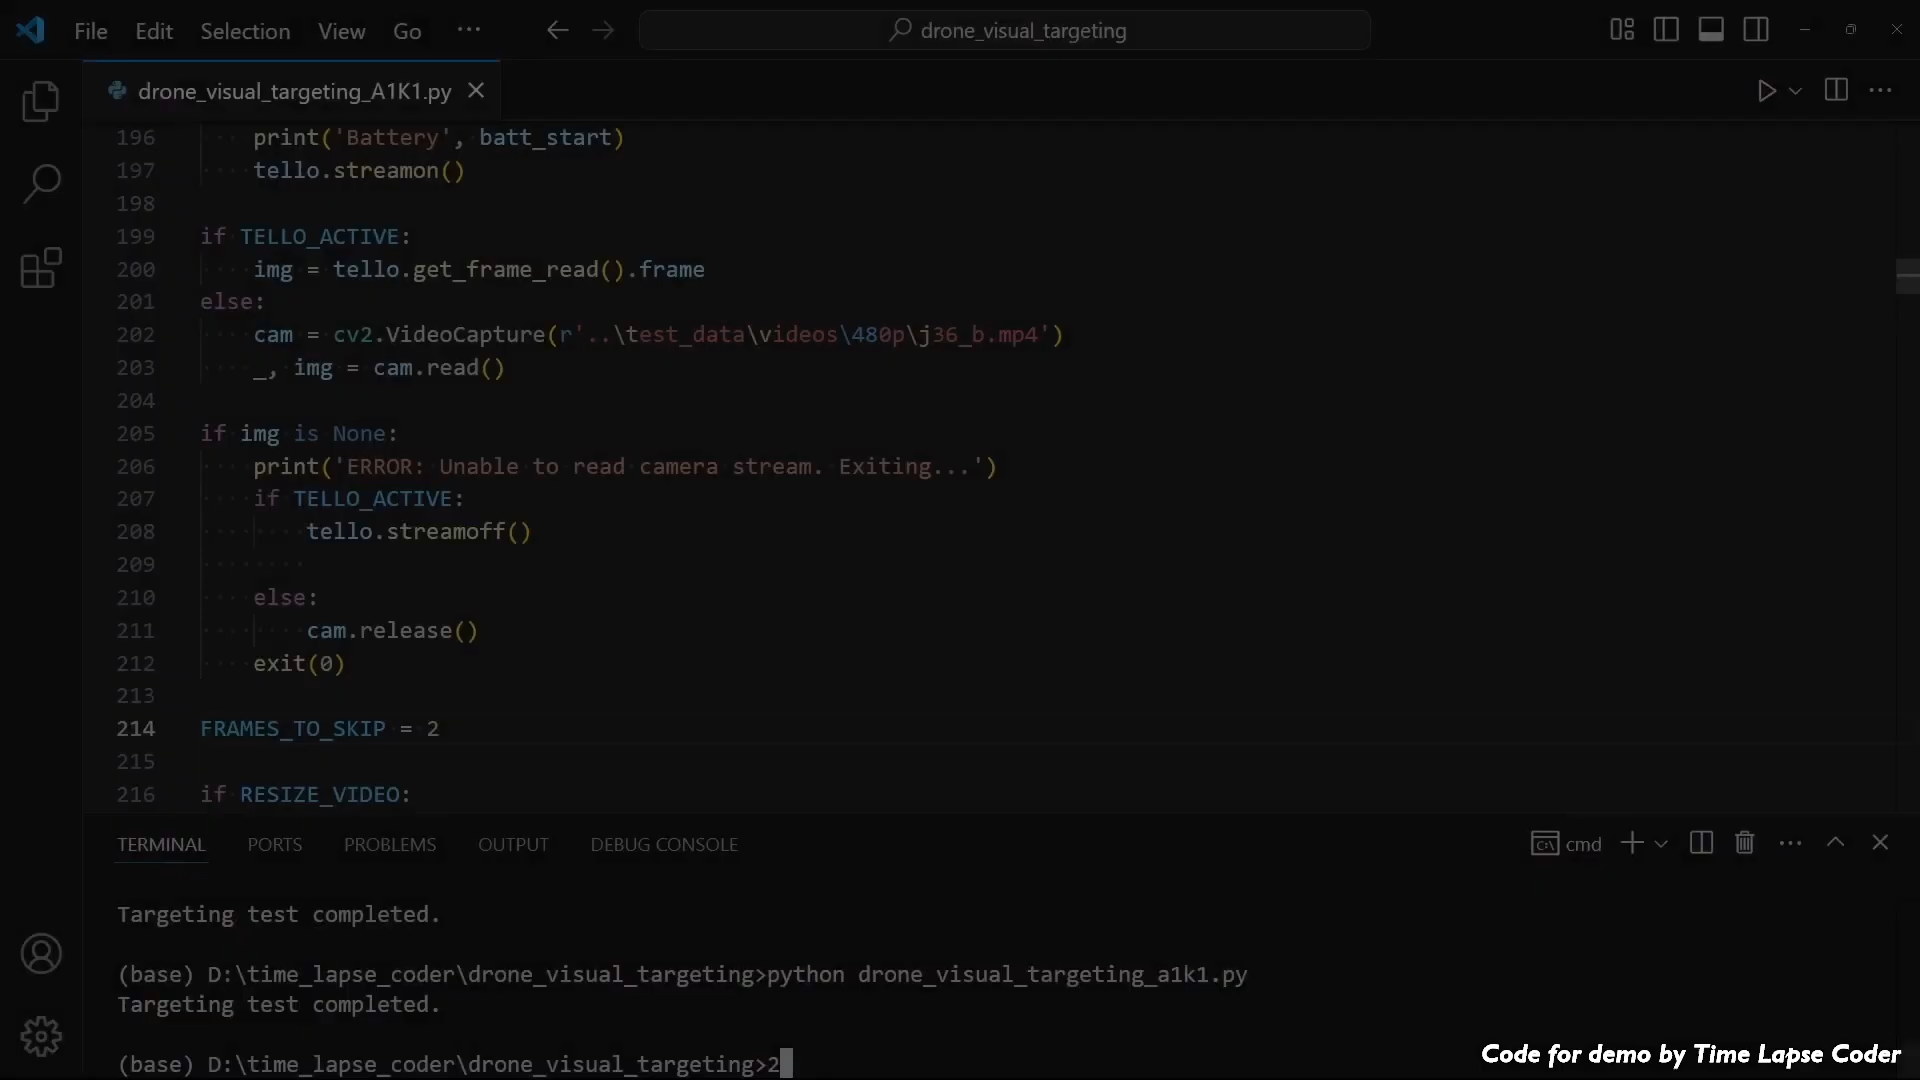 File Edit Selection View Go ··· drone_visual_targeting
drone_visual_targeting_A1K1.py
196 print('Battery', batt_start)
197 tello.streamon()
198
199 if TELLO_ACTIVE:
200 img = tello.get_frame_read().frame
201 else:
202 cam = cv2.VideoCapture(r'..\test_data\videos\480p\j36_b.mp4')
203 _, img = cam.read()
204
205 if img is None:
206 print('ERROR: Unable to read camera stream. Exiting...')
207 if TELLO_ACTIVE:
208 tello.streamoff()
209
210 else:
211 cam.release()
212 exit(0)
213
214 FRAMES_TO_SKIP = 2
215
216 if RESIZE_VIDEO:
TERMINAL PORTS PROBLEMS OUTPUT DEBUG CONSOLE cmd
Targeting test completed.
(base) D:\time_lapse_coder\drone_visual_targeting>python drone_visual_targeting_a1k1.py
Targeting test completed.
(base) D:\time_lapse_coder\drone_visual_targeting>2
Code for demo by Time Lapse Coder